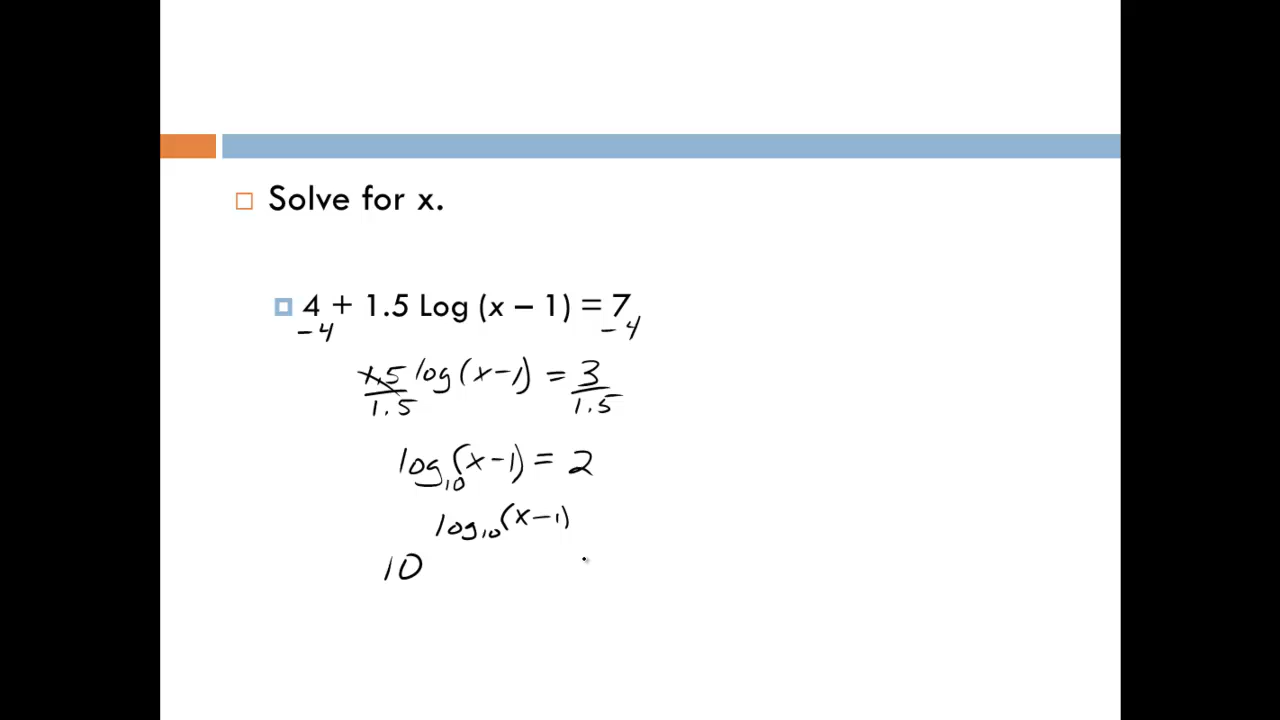 Solve for x.
4 + 1.5 Log (x – 1) = 7
–4 –4
1.5 log(x–1) = 3
1.5 1.5
log₁₀(x–1) = 2
log₁₀(x–1)
10